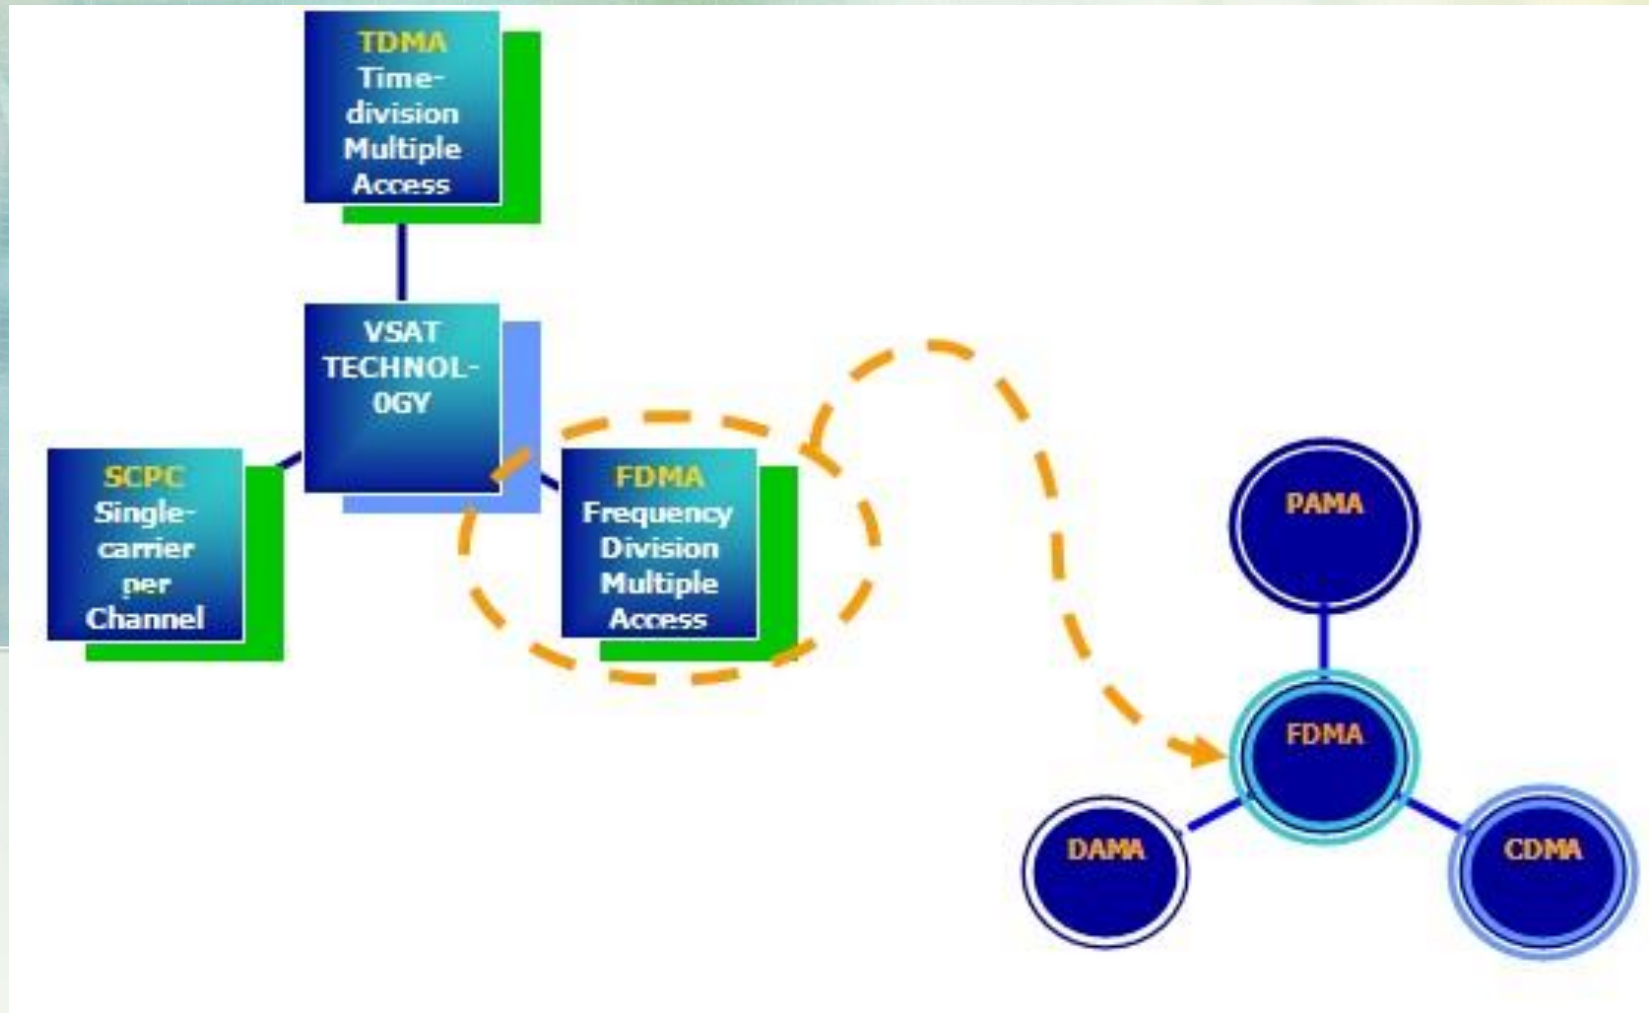 TDMA
Time-
division
Multiple
Access
VSAT
TECHNOL-
0GY
SCPC
Single-
carrier
per
Channel
FDMA
Frequency
Division
Multiple
Access
PAMA
FDMA
DAMA
CDMA